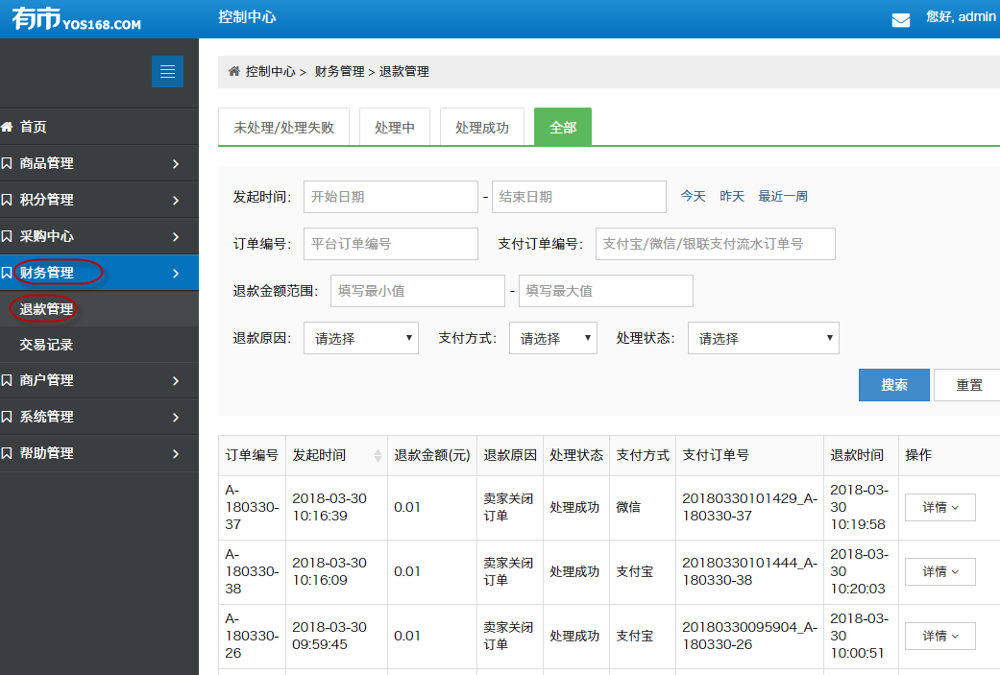 有市YOS168.COM
控制中心
您好, admin
控制中心 > 财务管理 > 退款管理
首页
商品管理
积分管理
采购中心
财务管理
退款管理
交易记录
商户管理
系统管理
帮助管理
未处理/处理失败 处理中 处理成功 全部
发起时间: 开始日期 - 结束日期 今天 昨天 最近一周
订单编号: 平台订单编号 支付订单编号: 支付宝/微信/银联支付流水订单号
退款金额范围: 填写最小值 - 填写最大值
退款原因: 请选择 支付方式: 请选择 处理状态: 请选择
搜索 重置
订单编号 发起时间 退款金额(元) 退款原因 处理状态 支付方式 支付订单号 退款时间 操作
A-180330-37 2018-03-30 10:16:39 0.01 卖家关闭订单 处理成功 微信 20180330101429_A-180330-37 2018-03-30 10:19:58 详情
A-180330-38 2018-03-30 10:16:09 0.01 卖家关闭订单 处理成功 支付宝 20180330101444_A-180330-38 2018-03-30 10:20:03 详情
A-180330-26 2018-03-30 09:59:45 0.01 卖家关闭订单 处理成功 支付宝 20180330095904_A-180330-26 2018-03-30 10:00:51 详情